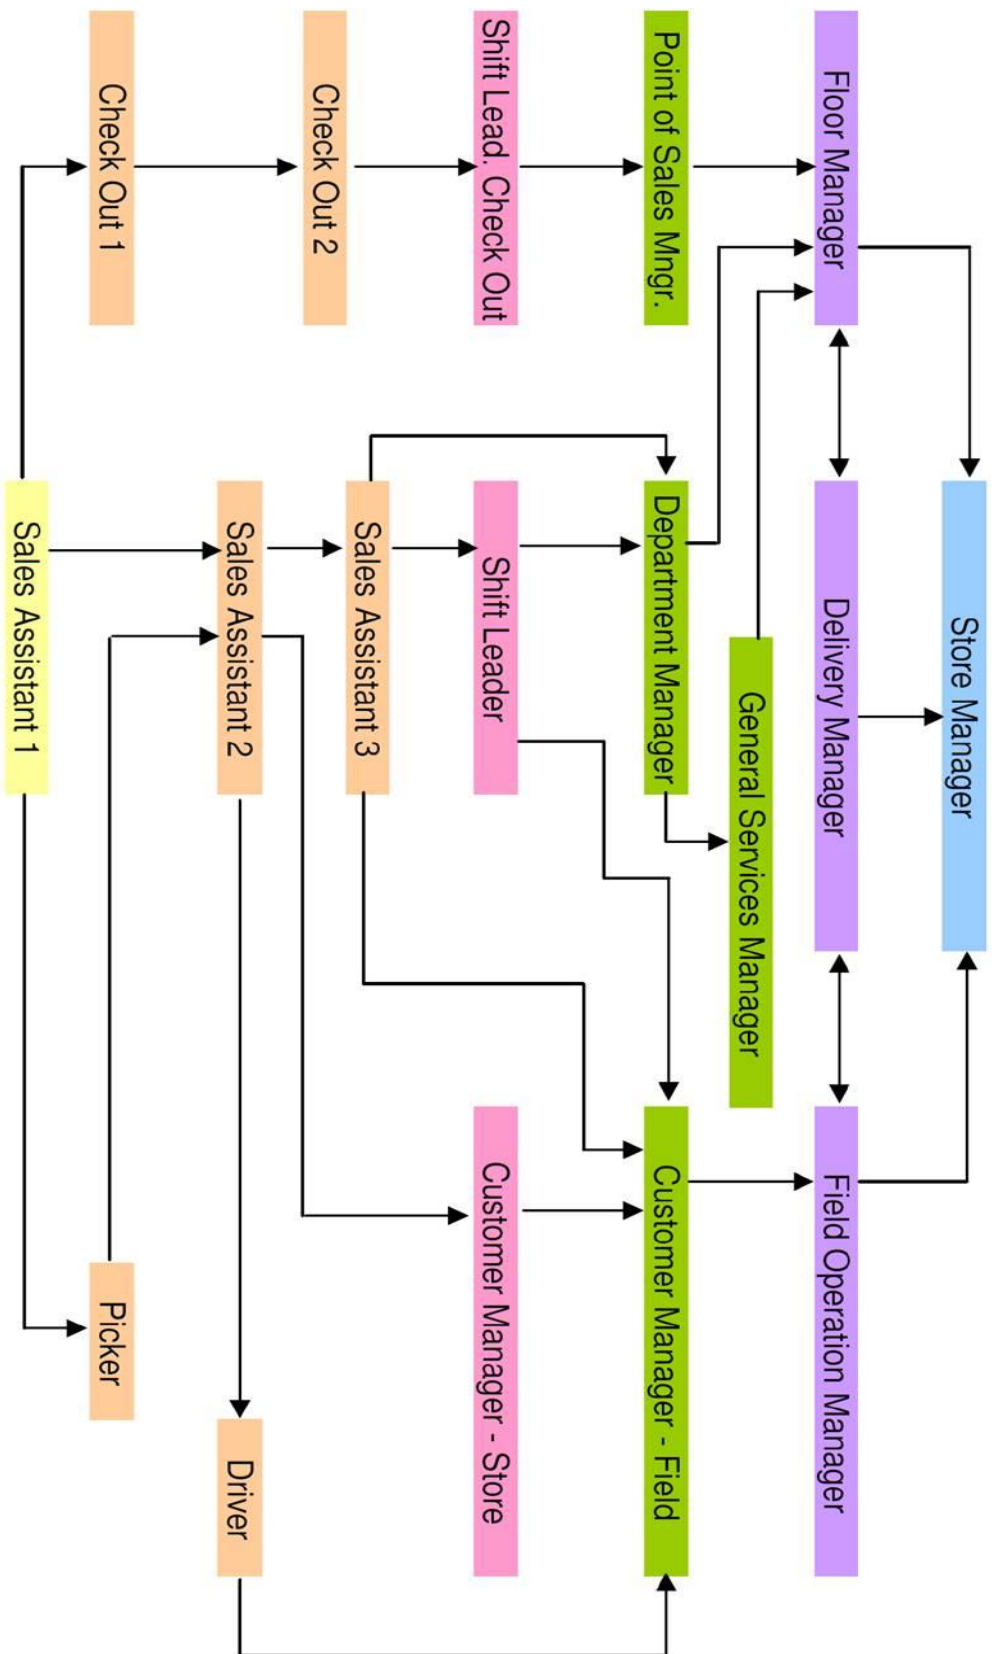 Store Manager
Floor Manager
Delivery Manager
Field Operation Manager
General Services Manager
Point of Sales Mngr.
Department Manager
Customer Manager - Field
Shift Lead. Check Out
Shift Leader
Customer Manager - Store
Sales Assistant 3
Check Out 2
Sales Assistant 2
Driver
Check Out 1
Picker
Sales Assistant 1